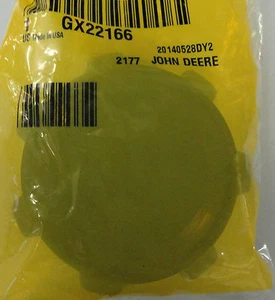 GX22166
US Made in USA
20140528DY2
2177 JOHN DEERE